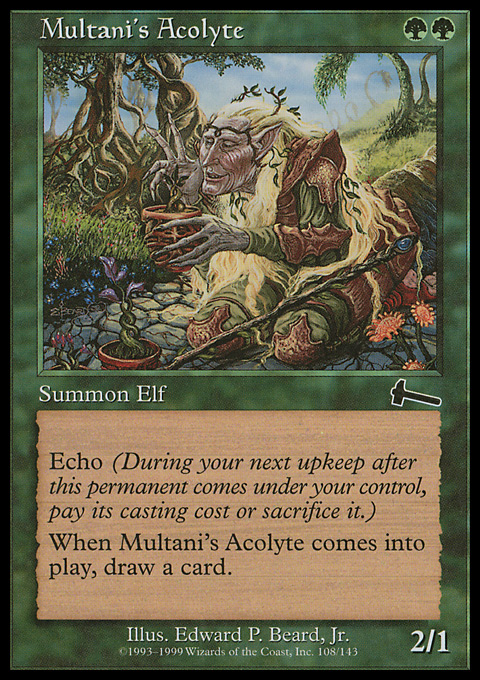 Multani's Acolyte
Summon Elf
Echo (During your next upkeep after
this permanent comes under your control,
pay its casting cost or sacrifice it.)
When Multani's Acolyte comes into
play, draw a card.
Illus. Edward P. Beard, Jr.
©1993–1999 Wizards of the Coast, Inc. 108/143
2/1